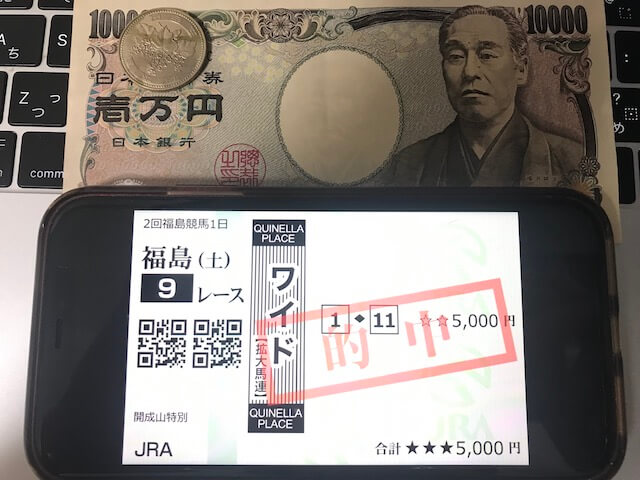 10000
10000
日本銀行券
壱万円
日本銀行
comm
Z つ っ
2回福島競馬1日
福島（土）
9 レース
QUINELLA
PLACE
ワイド
【拡大馬連】
QUINELLA
PLACE
1 ◆ 11 ☆☆5,000円
的中
開成山特別
JRA
JRA
合計★★★5,000円